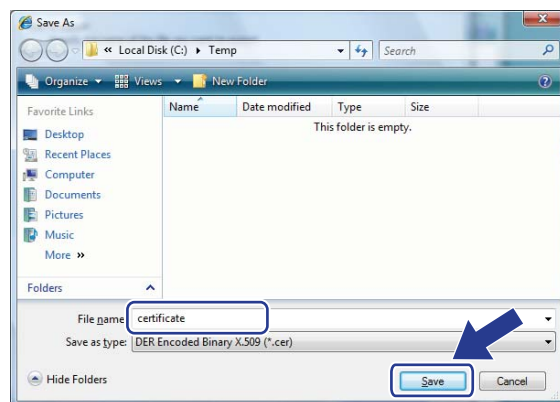 Save As
« Local Disk (C:) ▸ Temp
Search
Organize Views New Folder
Favorite Links
Name Date modified Type Size
This folder is empty.
Desktop
Recent Places
Computer
Documents
Pictures
Music
More »
Folders
File name: certificate
Save as type: DER Encoded Binary X.509 (*.cer)
Hide Folders
Save
Cancel